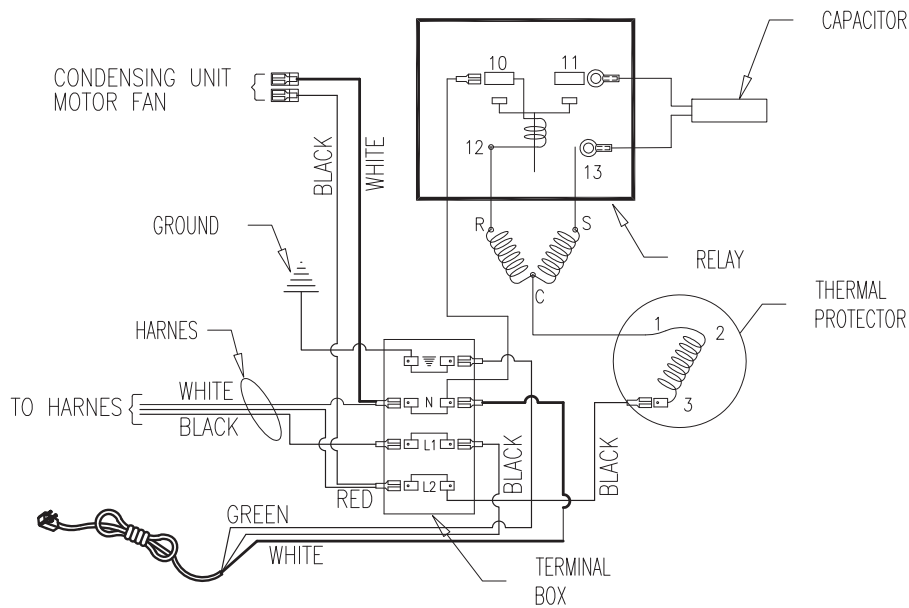 CAPACITOR
CONDENSING UNIT
MOTOR FAN
10
11
12
13
BLACK
WHITE
R
S
C
RELAY
GROUND
THERMAL
PROTECTOR
1
2
3
HARNES
WHITE
TO HARNES
BLACK
N
L1
L2
BLACK
BLACK
RED
GREEN
WHITE
TERMINAL
BOX